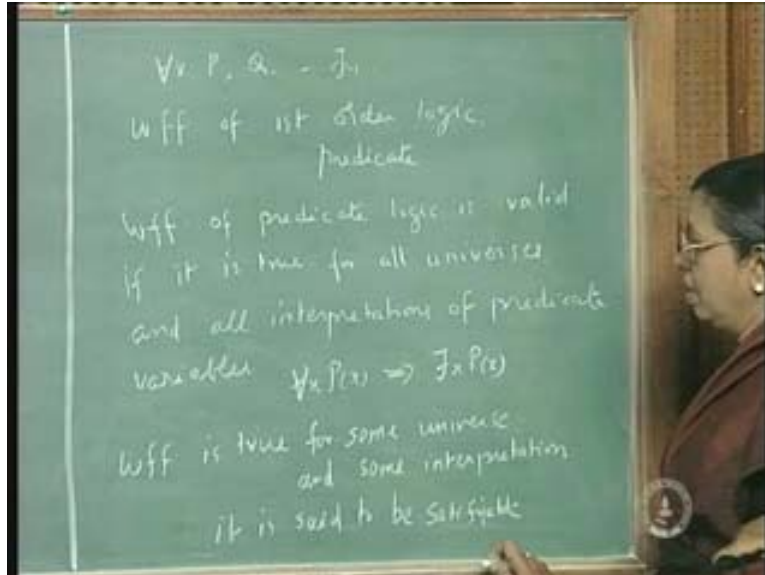 ∀x P, Q. - ∃
Wff of 1st order logic.
predicate
Wff of predicate logic is valid
if it is true for all universes
and all interpretations of predicate
variables ∀x P(x) ⇒ ∃x P(x)
Wff is true for some universe
and some interpretation
it is said to be satisfiable